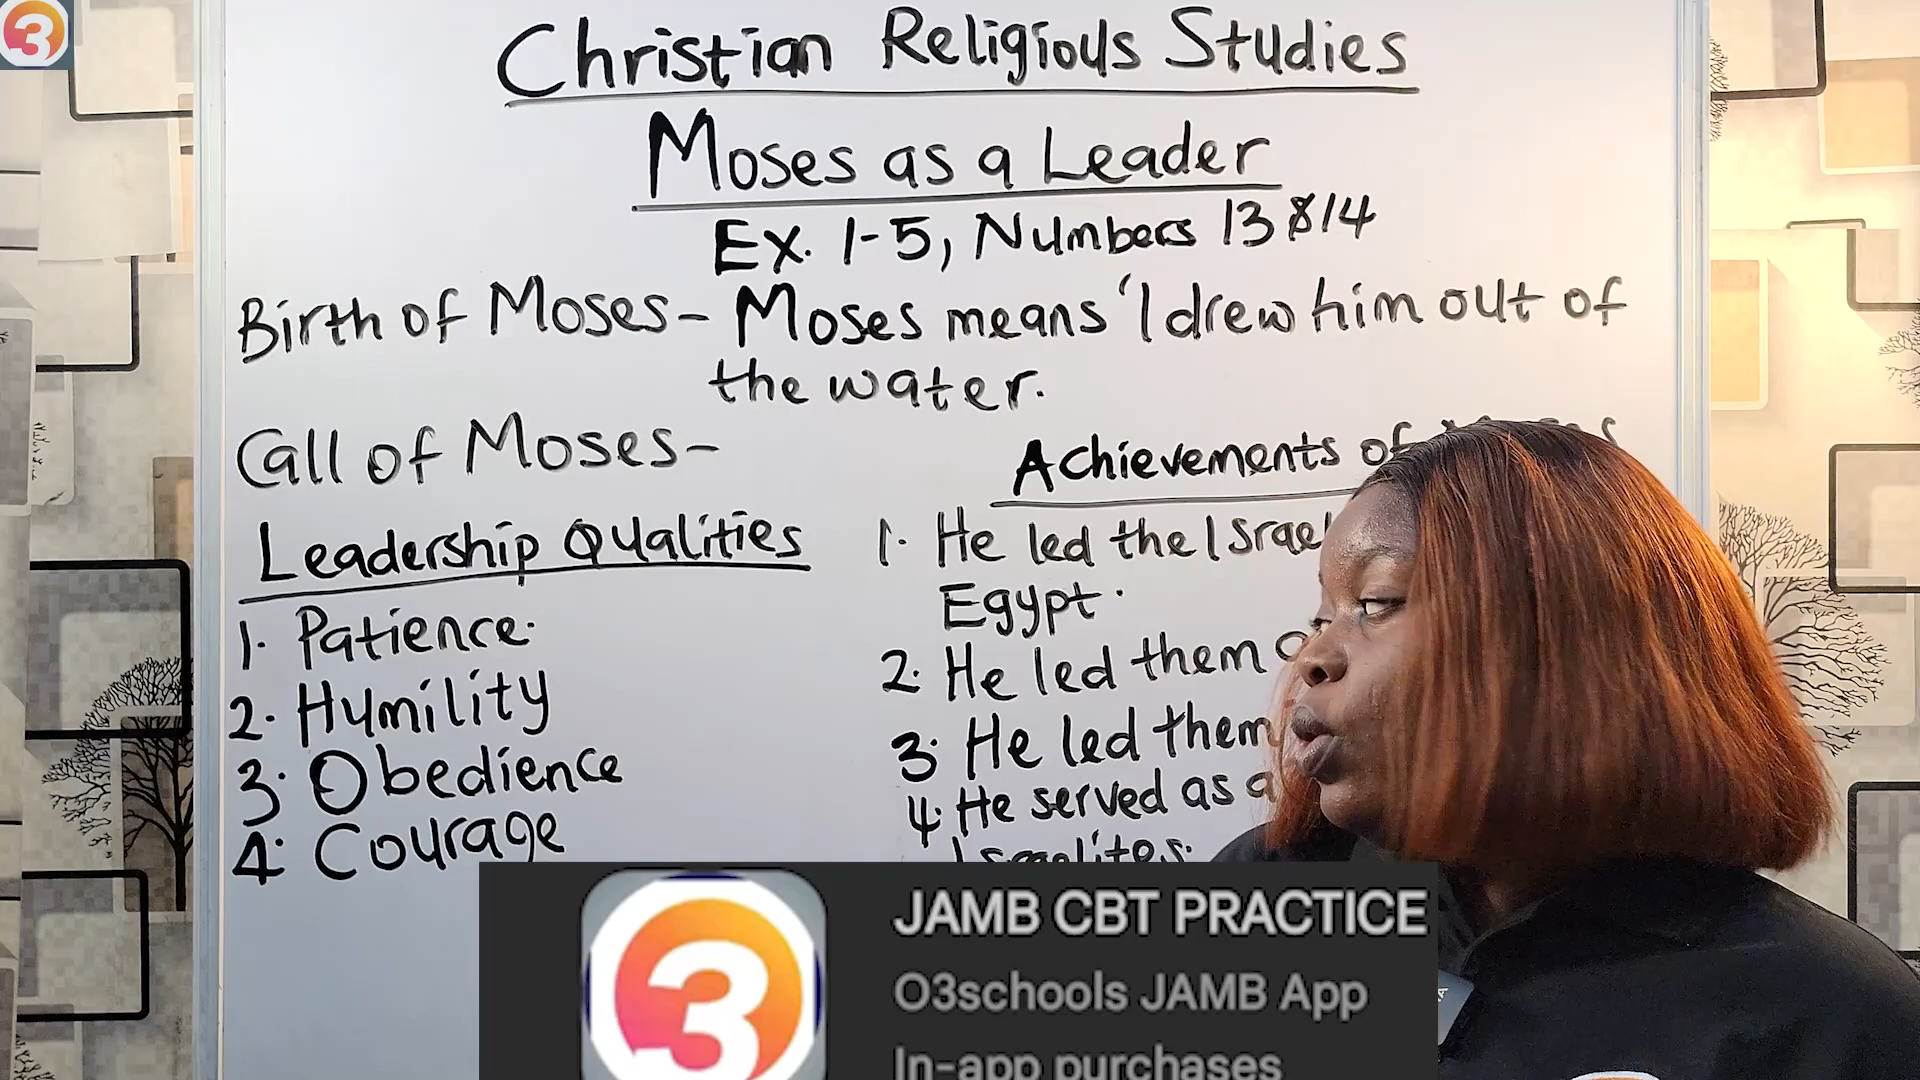 3
Christian Religious Studies
Moses as a Leader
Ex. 1-5, Numbers 13 & 14
Birth of Moses - Moses means 'I drew him out of
the water.
Call of Moses -
Leadership Qualities
1. Patience.
2. Humility
3. Obedience
4. Courage
Achievements of
1. He led the
Egypt.
2. He led them
3. He led them
4. He served as a
Israelites.
3
JAMB CBT PRACTICE
O3schools JAMB App
In-app purchases